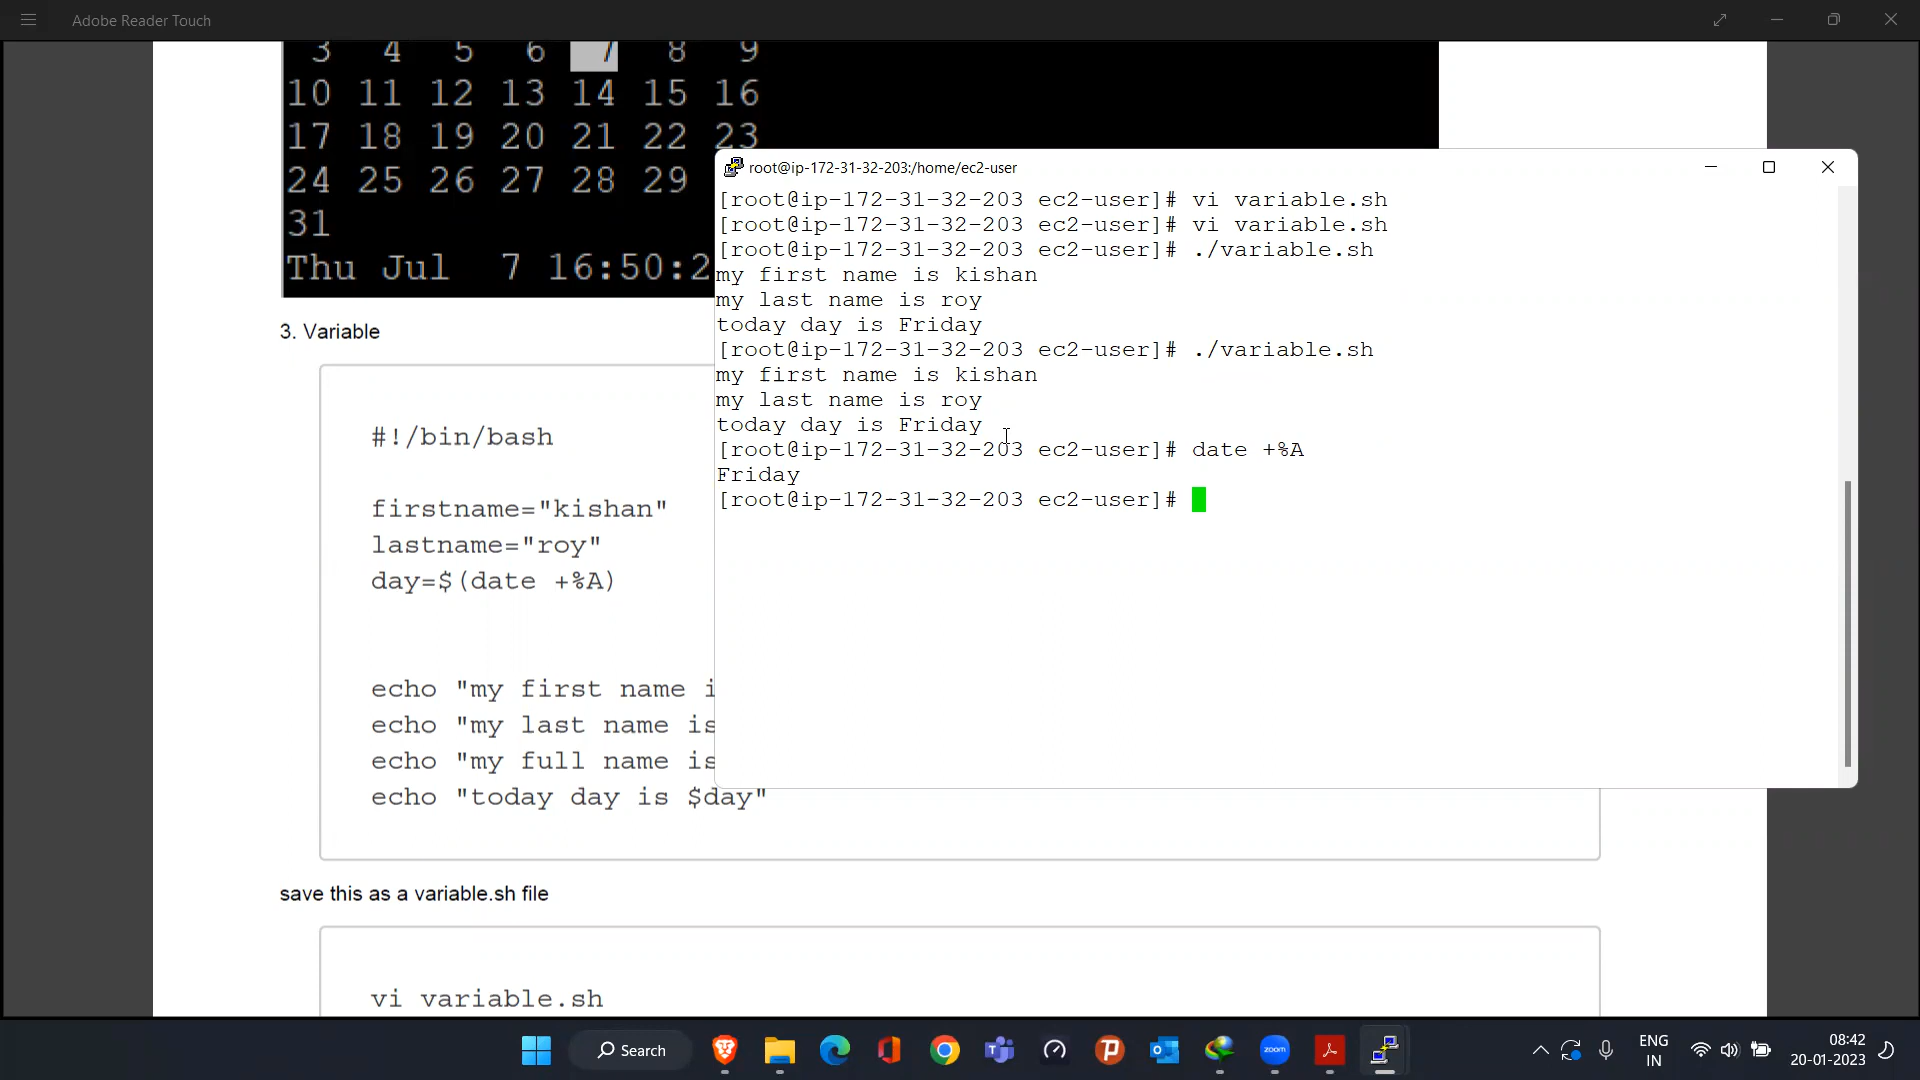 Adobe Reader Touch
3 4 5 6 7 8 9
10 11 12 13 14 15 16
17 18 19 20 21 22 23
24 25 26 27 28 29
31
Thu Jul 7 16:50:2
3. Variable
#!/bin/bash
firstname="kishan"
lastname="roy"
day=$(date +%A)
echo "my first name i
echo "my last name is
echo "my full name is
echo "today day is $day"
save this as a variable.sh file
vi variable.sh
root@ip-172-31-32-203:/home/ec2-user
[root@ip-172-31-32-203 ec2-user]# vi variable.sh
[root@ip-172-31-32-203 ec2-user]# vi variable.sh
[root@ip-172-31-32-203 ec2-user]# ./variable.sh
my first name is kishan
my last name is roy
today day is Friday
[root@ip-172-31-32-203 ec2-user]# ./variable.sh
my first name is kishan
my last name is roy
today day is Friday
[root@ip-172-31-32-203 ec2-user]# date +%A
Friday
[root@ip-172-31-32-203 ec2-user]#
Search
zoom
ENG
IN
08:42
20-01-2023